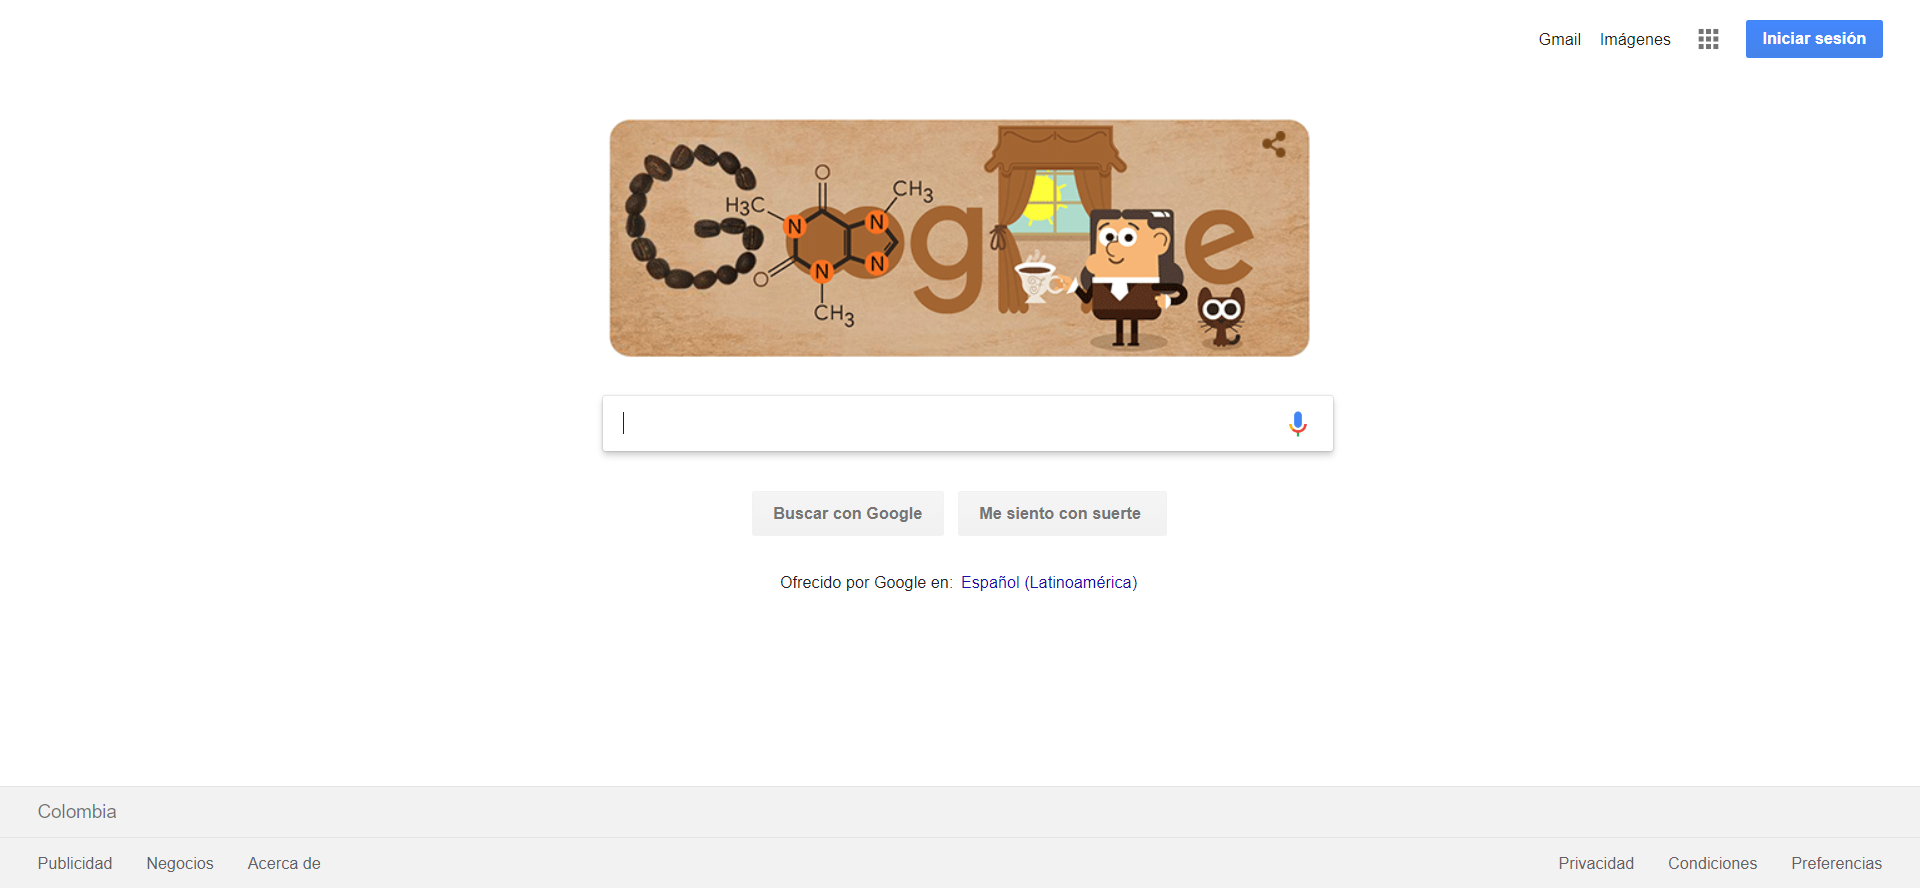 Gmail Imágenes Iniciar sesión
Google
H3C CH3
N N
N N
O O
CH3
Buscar con Google Me siento con suerte
Ofrecido por Google en: Español (Latinoamérica)
Colombia
Publicidad Negocios Acerca de Privacidad Condiciones Preferencias